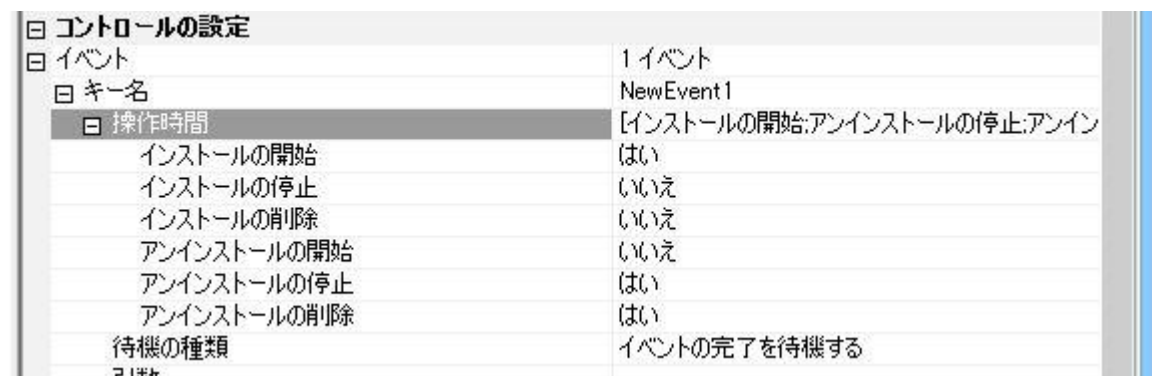 コントロールの設定
イベント 1 イベント
キー名 NewEvent1
操作時間 [インストールの開始;アンインストールの停止;アンイン
インストールの開始 はい
インストールの停止 いいえ
インストールの削除 いいえ
アンインストールの開始 いいえ
アンインストールの停止 はい
アンインストールの削除 はい
待機の種類 イベントの完了を待機する